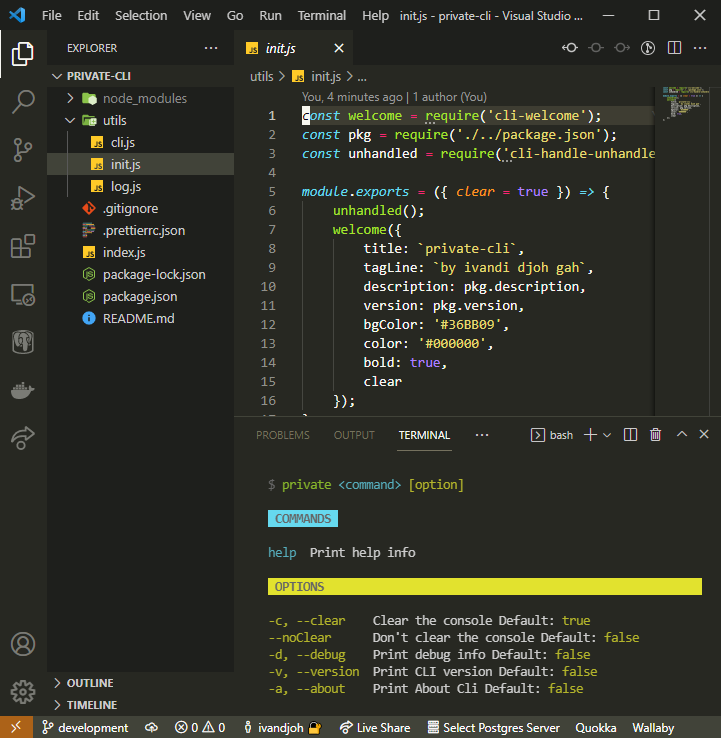 File Edit Selection View Go Run Terminal Help init.js - private-cli - Visual Studio ...
EXPLORER
PRIVATE-CLI
node_modules
utils
cli.js
init.js
log.js
.gitignore
.prettierrc.json
index.js
package-lock.json
package.json
README.md
OUTLINE
TIMELINE
init.js
utils > init.js > ...
You, 4 minutes ago | 1 author (You)
1 const welcome = require('cli-welcome');
2 const pkg = require('./../package.json');
3 const unhandled = require('cli-handle-unhandle
4
5 module.exports = ({ clear = true }) => {
6 unhandled();
7 welcome({
8 title: `private-cli`,
9 tagLine: `by ivandi djoh gah`,
10 description: pkg.description,
11 version: pkg.version,
12 bgColor: '#36BB09',
13 color: '#000000',
14 bold: true,
15 clear
16 });
PROBLEMS OUTPUT TERMINAL ... bash
$ private <command> [option]
COMMANDS
help Print help info
OPTIONS
-c, --clear Clear the console Default: true
--noClear Don't clear the console Default: false
-d, --debug Print debug info Default: false
-v, --version Print CLI version Default: false
-a, --about Print About Cli Default: false
development 0 0 ivandjoh Live Share Select Postgres Server Quokka Wallaby